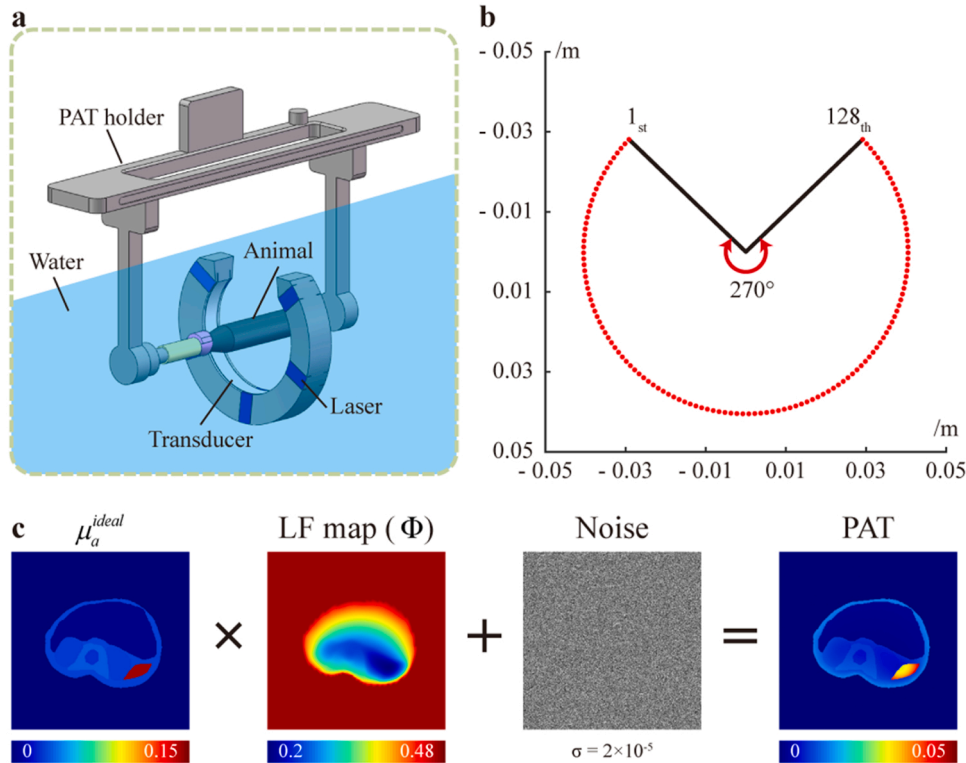 a
PAT holder
Water
Animal
Laser
Transducer
b
- 0.05
/m
- 0.03
- 0.01
0.01
0.03
0.05
1st
128th
270°
/m
- 0.05 - 0.03 - 0.01 0.01 0.03 0.05
c
μₐ^ideal LF map (Φ) Noise PAT
× + =
0 0.15 0.2 0.48 σ = 2×10⁻⁵ 0 0.05